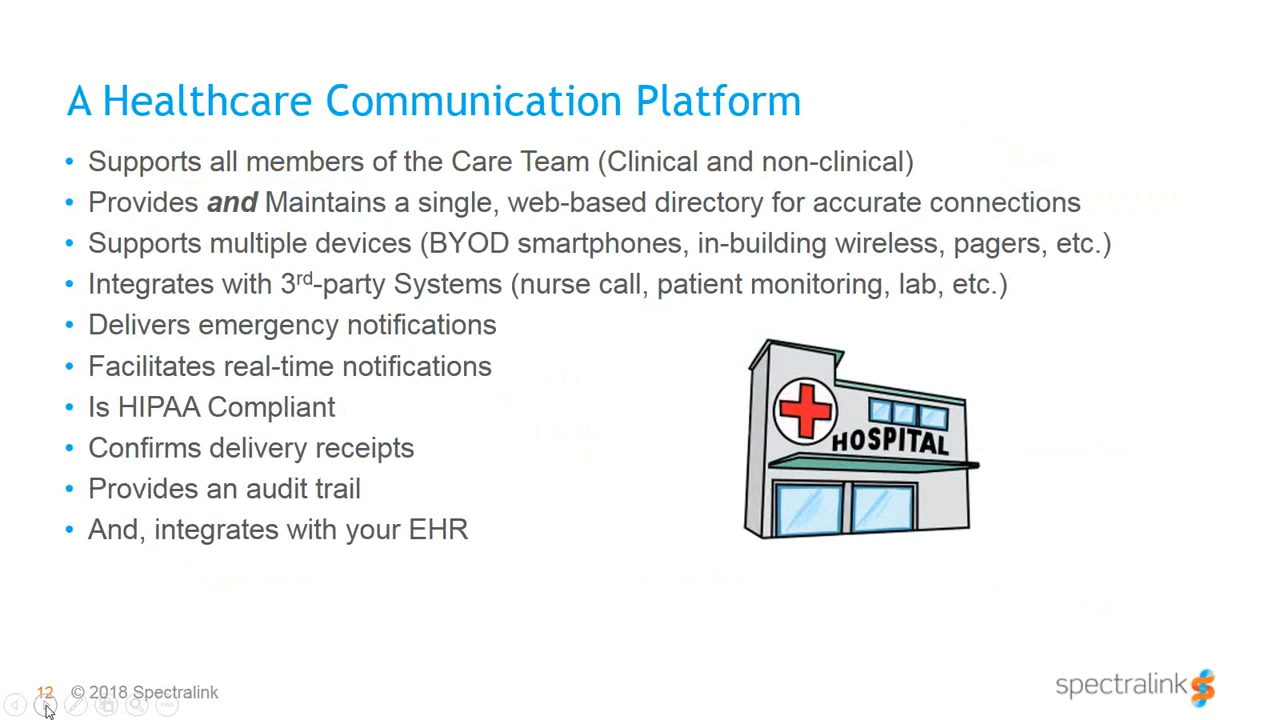 A Healthcare Communication Platform
• Supports all members of the Care Team (Clinical and non-clinical)
• Provides and Maintains a single, web-based directory for accurate connections
• Supports multiple devices (BYOD smartphones, in-building wireless, pagers, etc.)
• Integrates with 3rd-party Systems (nurse call, patient monitoring, lab, etc.)
• Delivers emergency notifications
• Facilitates real-time notifications
• Is HIPAA Compliant
• Confirms delivery receipts
• Provides an audit trail
• And, integrates with your EHR
HOSPITAL
12 © 2018 Spectralink
spectralink